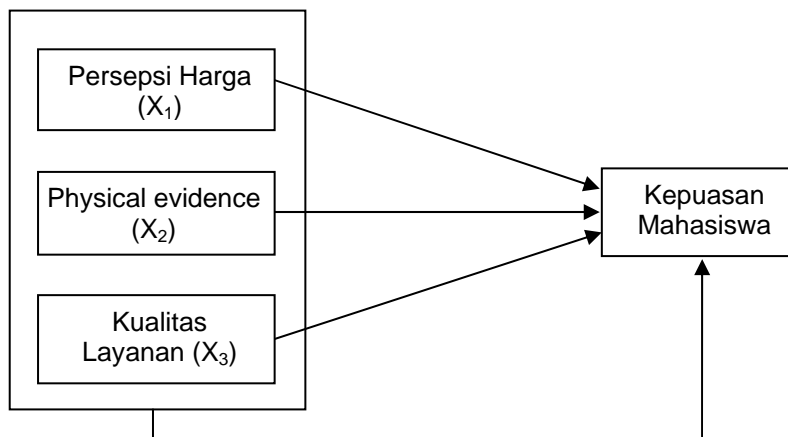 Persepsi Harga
(X₁)
Physical evidence
(X₂)
Kualitas
Layanan (X₃)
Kepuasan
Mahasiswa